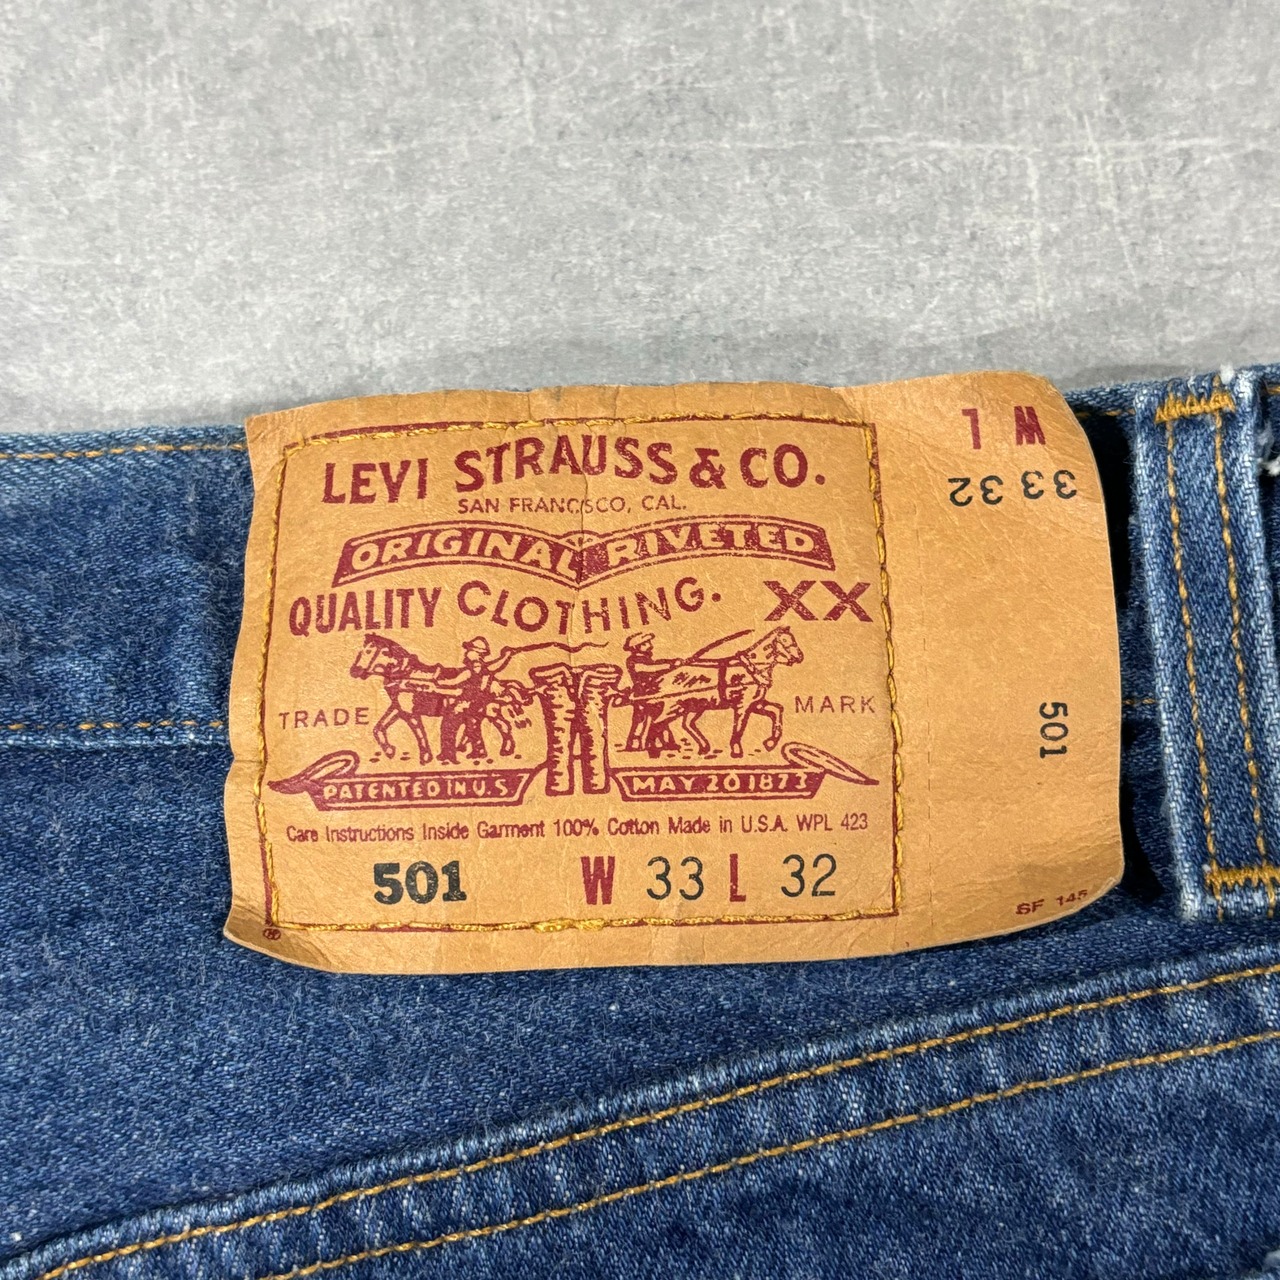 LEVI STRAUSS & CO.
SAN FRANCISCO, CAL.
ORIGINAL RIVETED
QUALITY CLOTHING. XX
TRADE MARK
PATENTED IN U.S. MAY 20 1873
Care Instructions Inside Garment 100% Cotton Made in U.S.A. WPL 423
501 W 33 L 32
®
W L
33 32
501
SF 145